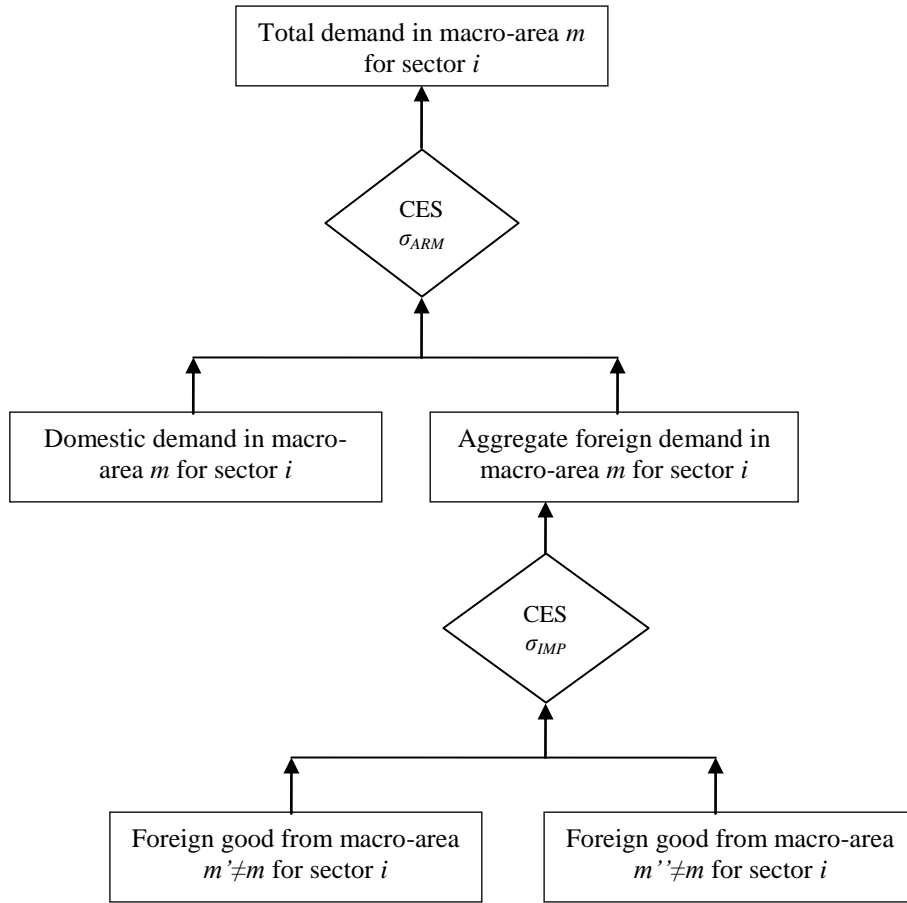 Total demand in macro-area m
for sector i
CES
σARM
Domestic demand in macro-
area m for sector i
Aggregate foreign demand in
macro-area m for sector i
CES
σIMP
Foreign good from macro-area
m’≠m for sector i
Foreign good from macro-area
m’’≠m for sector i